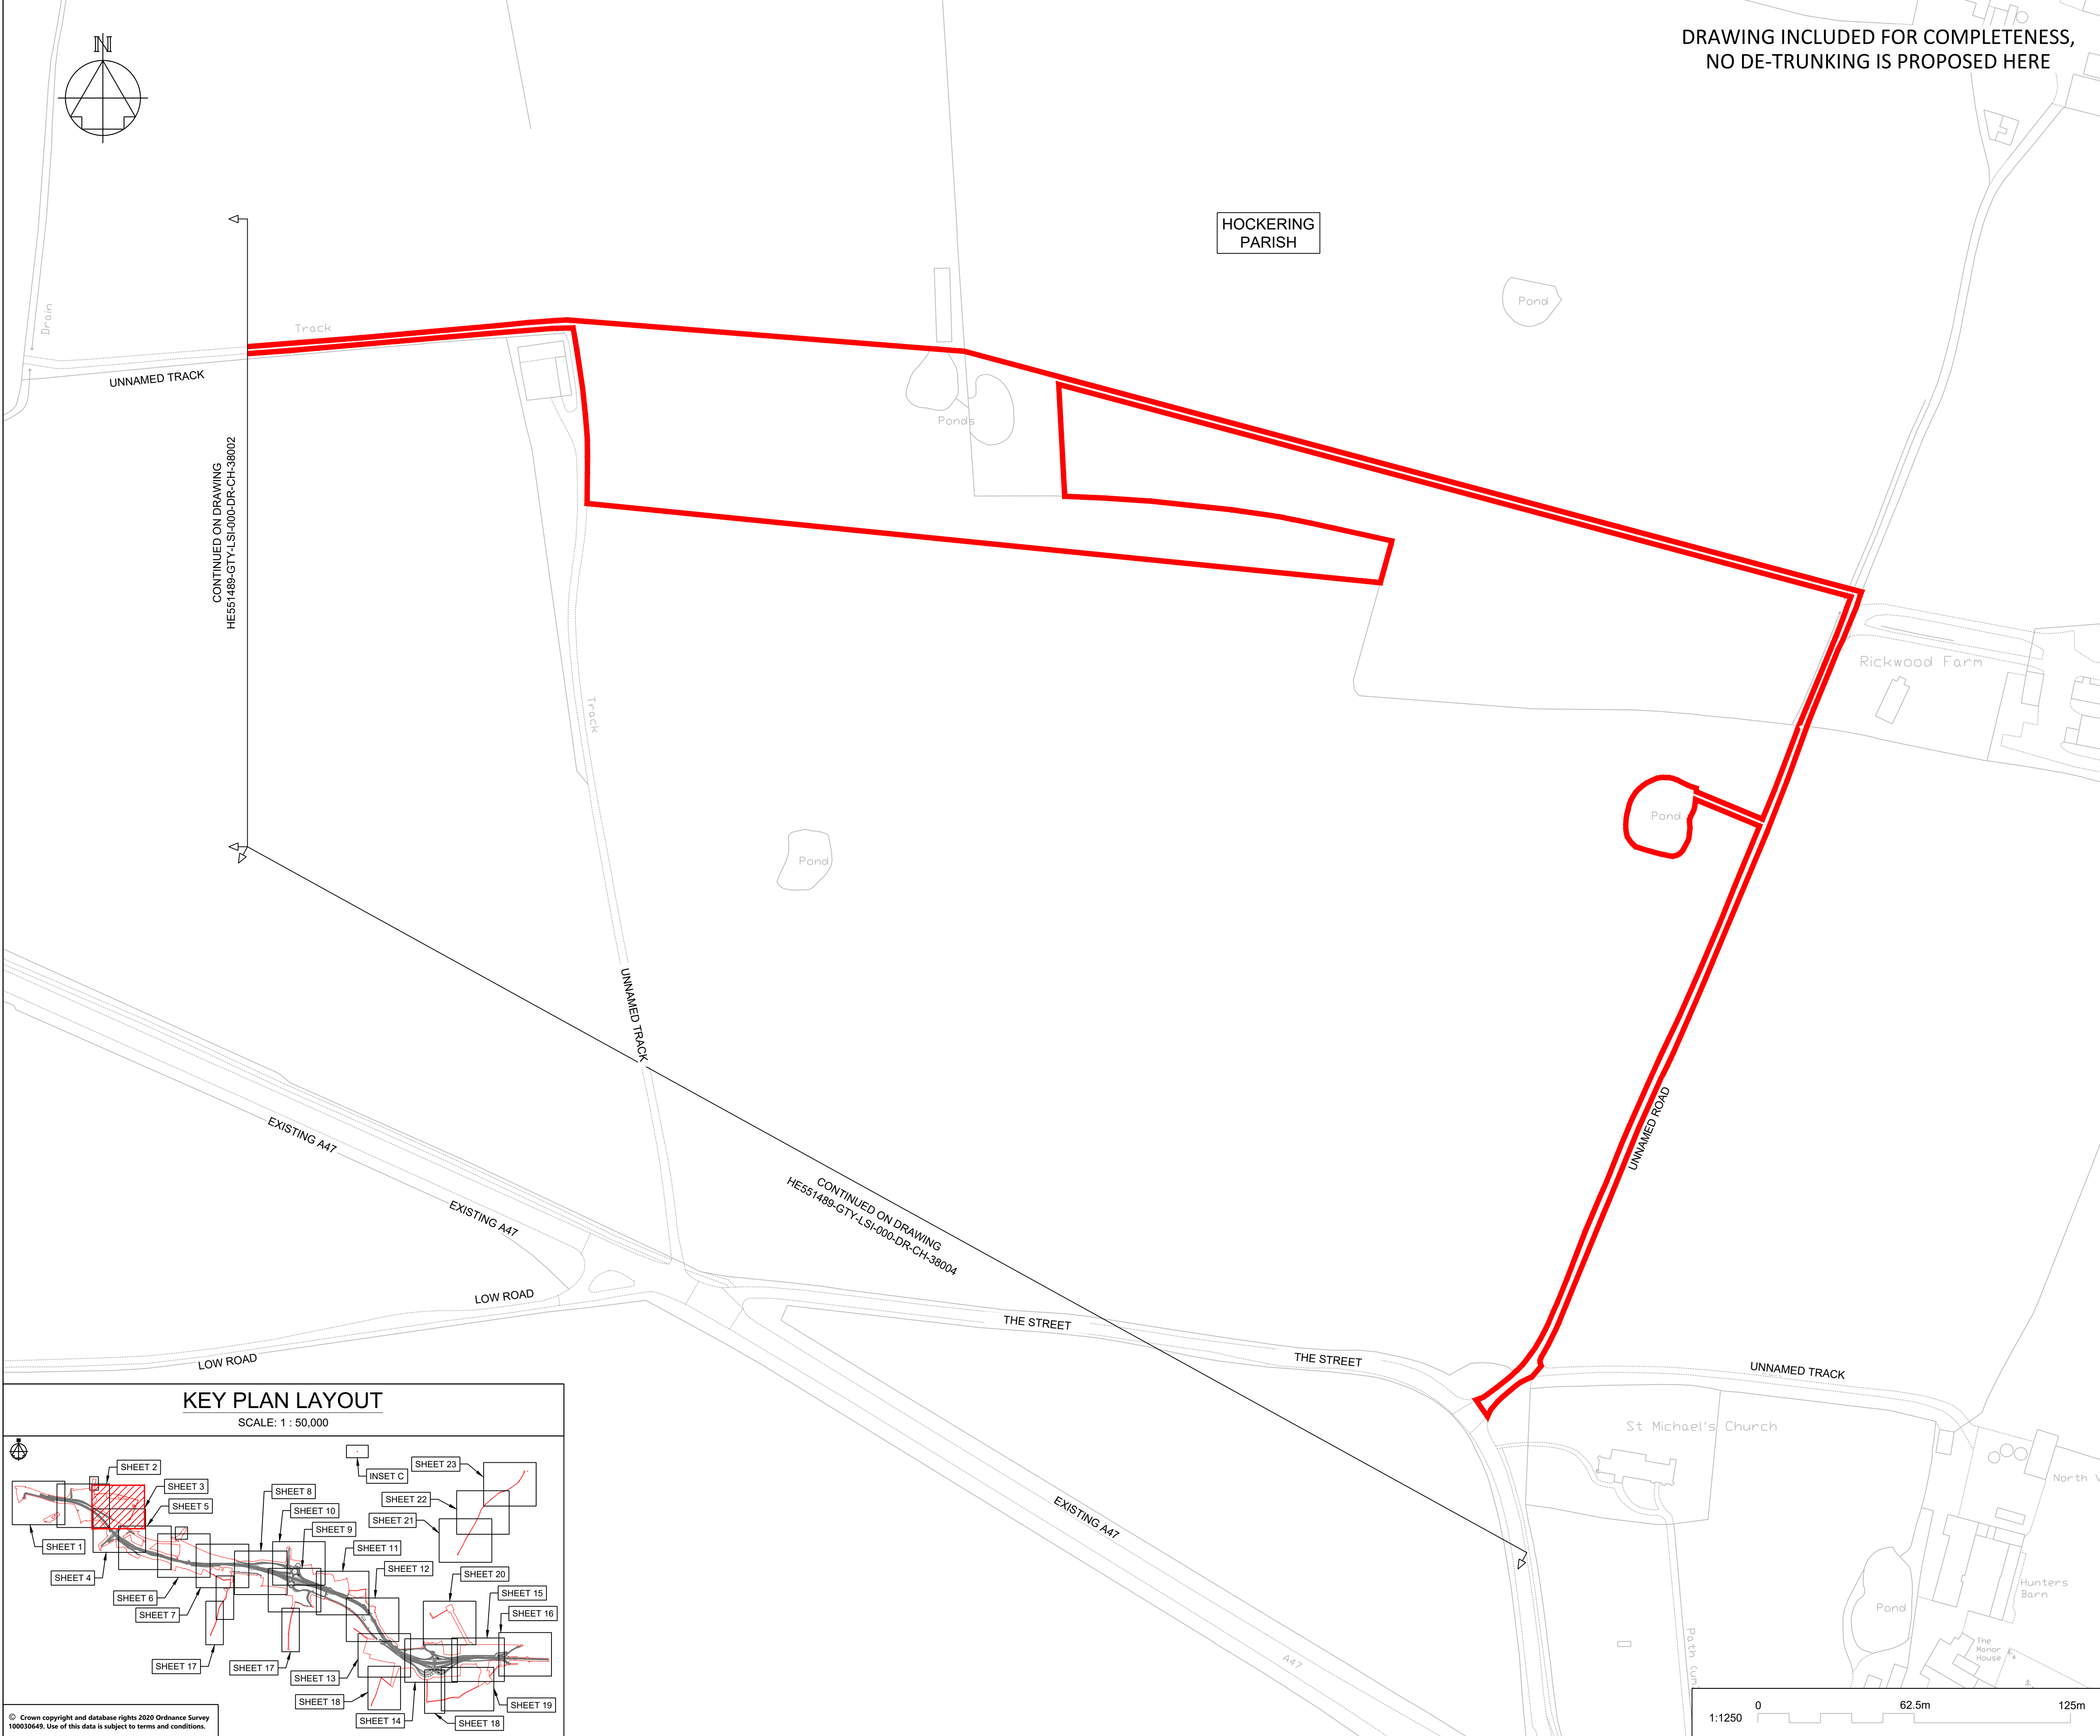 N
DRAWING INCLUDED FOR COMPLETENESS,
NO DE-TRUNKING IS PROPOSED HERE
HOCKERING
PARISH
Drain
Track
UNNAMED TRACK
CONTINUED ON DRAWING
HE551489-GTY-LSI-000-DR-CH-38002
Pond
Ponds
Rickwood Farm
Track
Pond
Pond
UNNAMED TRACK
EXISTING A47
EXISTING A47
CONTINUED ON DRAWING
HE551489-GTY-LSI-000-DR-CH-38004
UNNAMED ROAD
LOW ROAD
LOW ROAD
THE STREET
THE STREET
UNNAMED TRACK
St Michael's Church
North
EXISTING A47
A47
Path (um)
Pond
Hunters
Barn
The
Manor
House
KEY PLAN LAYOUT
SCALE: 1 : 50,000
SHEET 2
SHEET 3
SHEET 5
SHEET 1
SHEET 4
SHEET 6
SHEET 7
SHEET 17
SHEET 17
SHEET 8
SHEET 10
SHEET 9
SHEET 11
SHEET 12
INSET C
SHEET 23
SHEET 22
SHEET 21
SHEET 20
SHEET 15
SHEET 16
SHEET 13
SHEET 18
SHEET 14
SHEET 18
SHEET 19
© Crown copyright and database rights 2020 Ordnance Survey
100030649. Use of this data is subject to terms and conditions.
1:1250
0
62.5m
125m